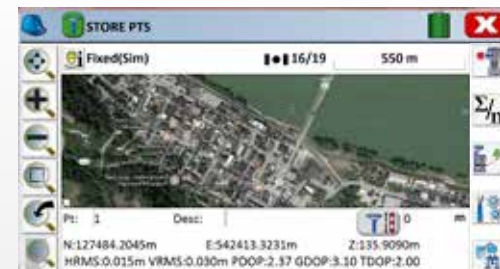 STORE PTS
Fixed(Sim) 16/19 550 m
Σ/n
Pt: 1 Desc: 0 m
N:127484.2045m E:542413.3231m Z:135.9090m
HRMS:0.015m VRMS:0.030m PDOP:2.37 GDOP:3.10 TDOP:2.00